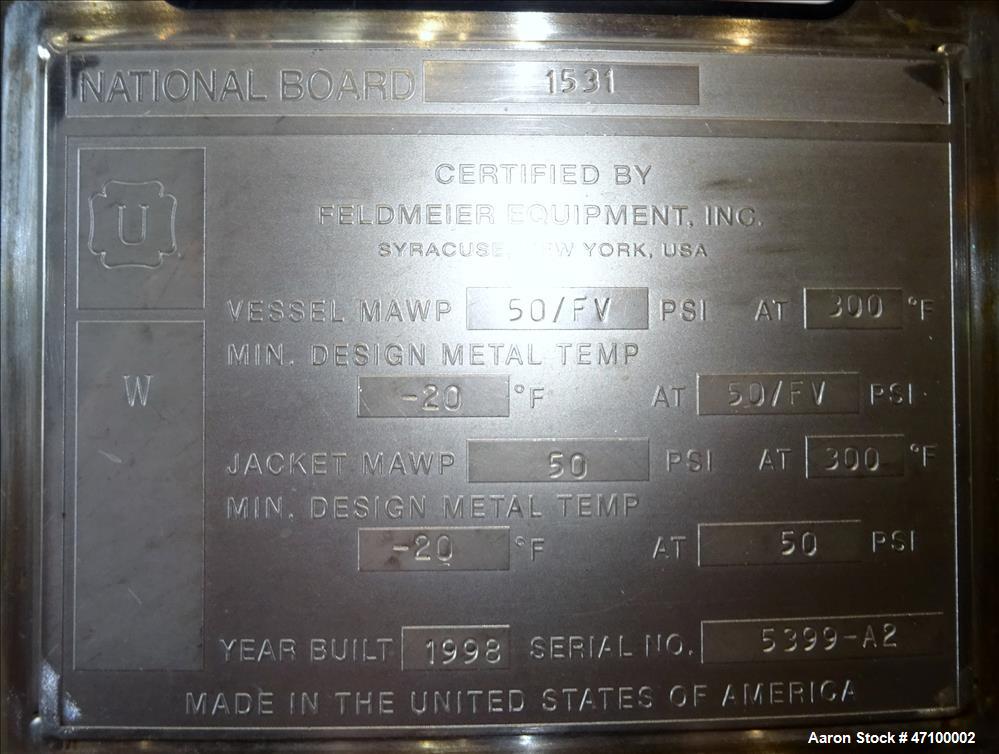 NATIONAL BOARD 1531
U
W
CERTIFIED BY
FELDMEIER EQUIPMENT, INC.
SYRACUSE, NEW YORK, USA
VESSEL MAWP 50/FV PSI AT 300 °F
MIN. DESIGN METAL TEMP
-20 °F AT 50/FV PSI
JACKET MAWP 50 PSI AT 300 °F
MIN. DESIGN METAL TEMP
-20 °F AT 50 PSI
YEAR BUILT 1998 SERIAL NO. 5399-A2
MADE IN THE UNITED STATES OF AMERICA
Aaron Stock # 47100002